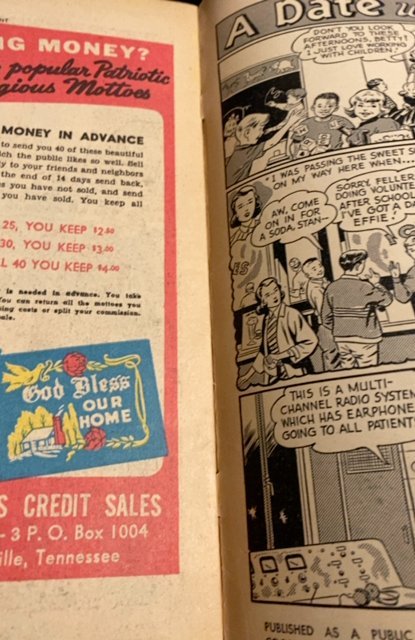 NG MONEY?
popular Patriotic
gious Mottoes
MONEY IN ADVANCE
to send you 40 of these beautiful
ich the public likes so well. Sell
to your friends and neighbors
the end of 14 days send back,
es you have not sold, and send
you have sold. You keep all
25, YOU KEEP $2.50
30, YOU KEEP $3.00
L 40 YOU KEEP $4.00
is needed in advance. You take
You can return all the mottoes you
ing costs or split your commission.
sale.
God Bless
OUR
HOME
S CREDIT SALES
-3 P. O. Box 1004
ille, Tennessee
A Date
DON'T YOU LOOK
FORWARD TO THESE
AFTERNOONS, BETTY?
I JUST LOVE WORKING
WITH CHILDREN!
"I WAS PASSING THE SWEET S
ON MY WAY HERE WHEN...
AW, COME
ON IN FOR
A SODA, STAN-
SORRY, FELLER
DOING VOLUNTE
AFTER SCHOOL
I'VE GOT A DA
EFFIE!
ES
THIS IS A MULTI-
CHANNEL RADIO SYSTEM
WHICH HAS EARPHONE
GOING TO ALL PATIENT
PUBLISHED AS A PUBLIC